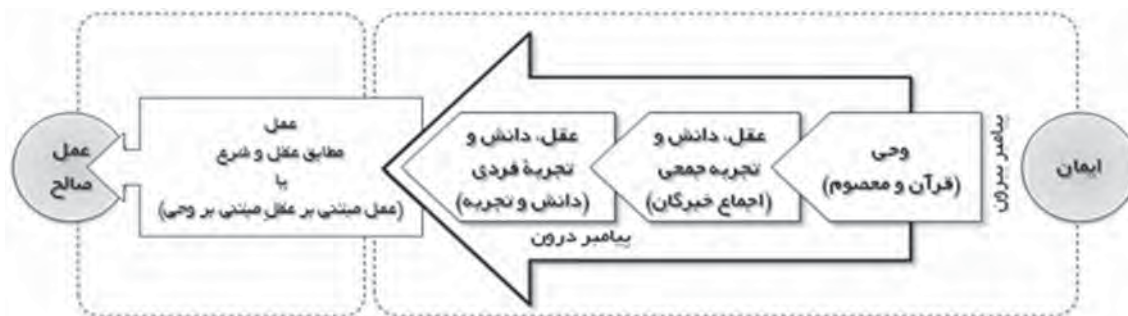 ایمان
پیامبر بیرون
وحی
(قرآن و معصوم)
عقل، دانش و
تجربه جمعی
(اجماع خبرگان)
عقل، دانش و
تجربهٔ فردی
(دانش و تجربه)
پیامبر درون
عمل
مطابق عقل و شرع
یا
(عمل مبتنی بر عقل مبتنی بر وحی)
عمل
صالح